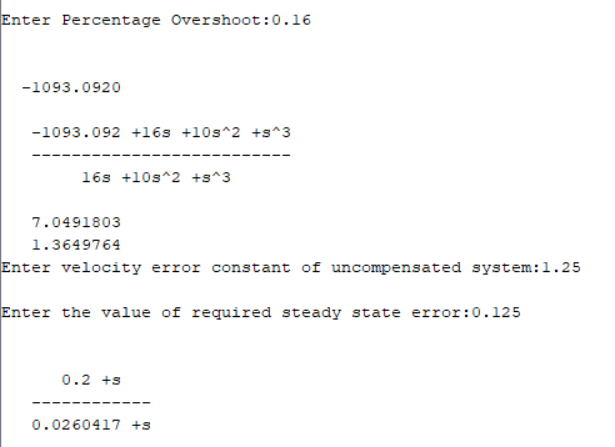 Enter Percentage Overshoot:0.16
-1093.0920
-1093.092 +16s +10s^2 +s^3
--------------------------
16s +10s^2 +s^3
7.0491803
1.3649764
Enter velocity error constant of uncompensated system:1.25
Enter the value of required steady state error:0.125
0.2 +s
------------
0.0260417 +s